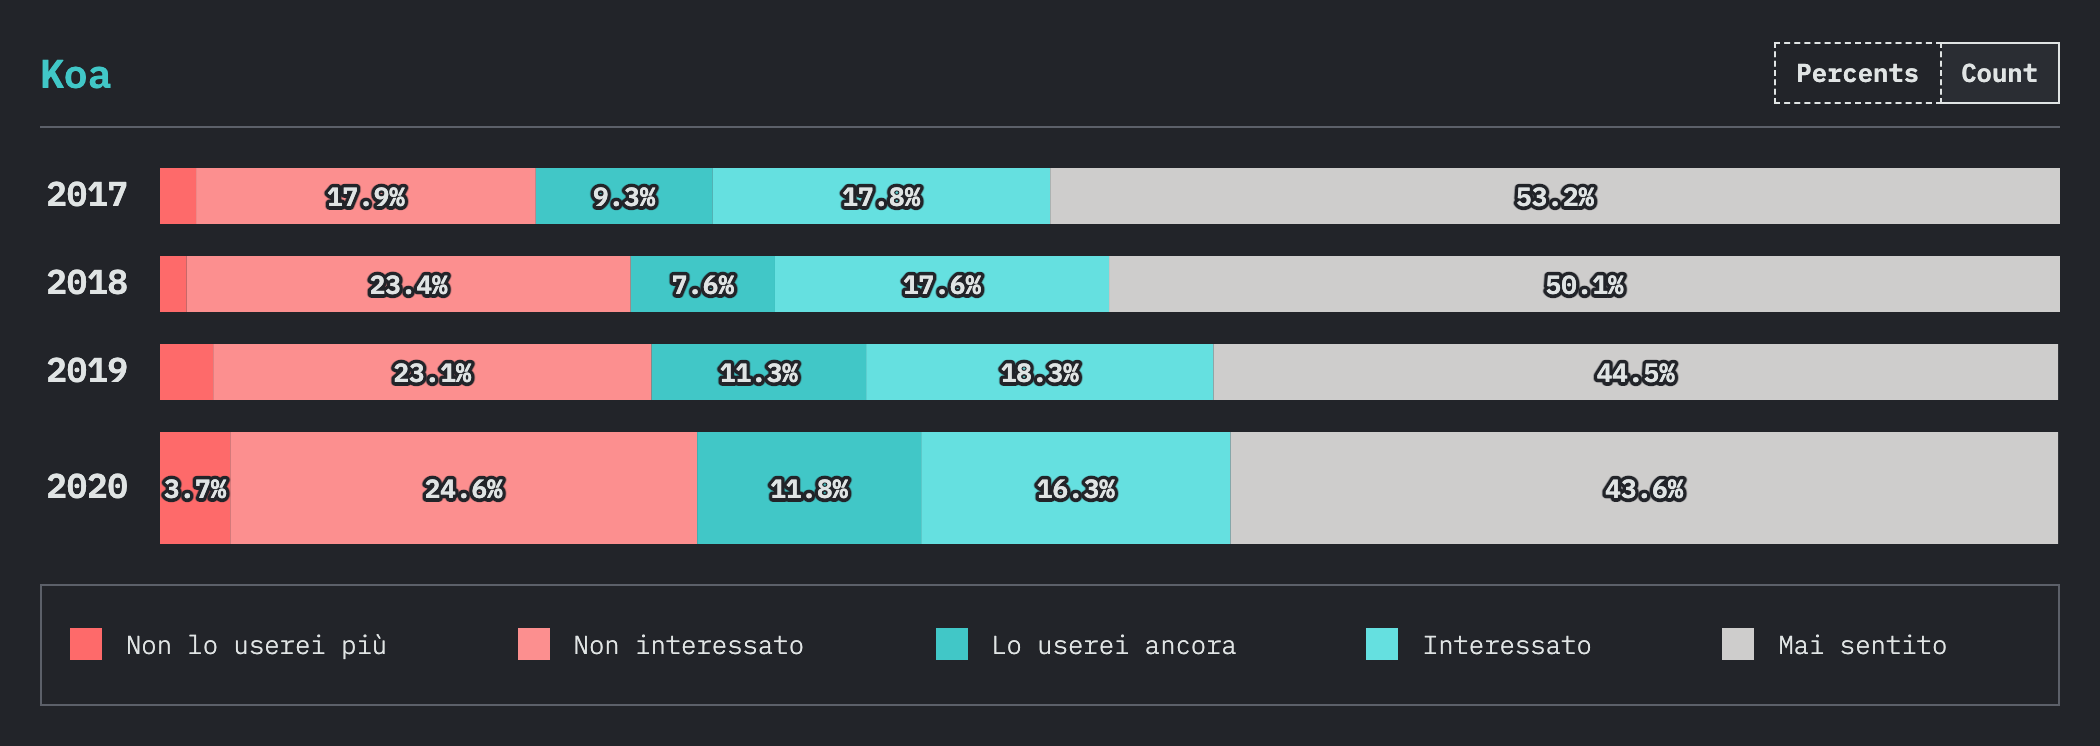 Koa
Percents Count
2017 17.9% 9.3% 17.8% 53.2%
2018 23.4% 7.6% 17.6% 50.1%
2019 23.1% 11.3% 18.3% 44.5%
2020 3.7% 24.6% 11.8% 16.3% 43.6%
Non lo userei più Non interessato Lo userei ancora Interessato Mai sentito